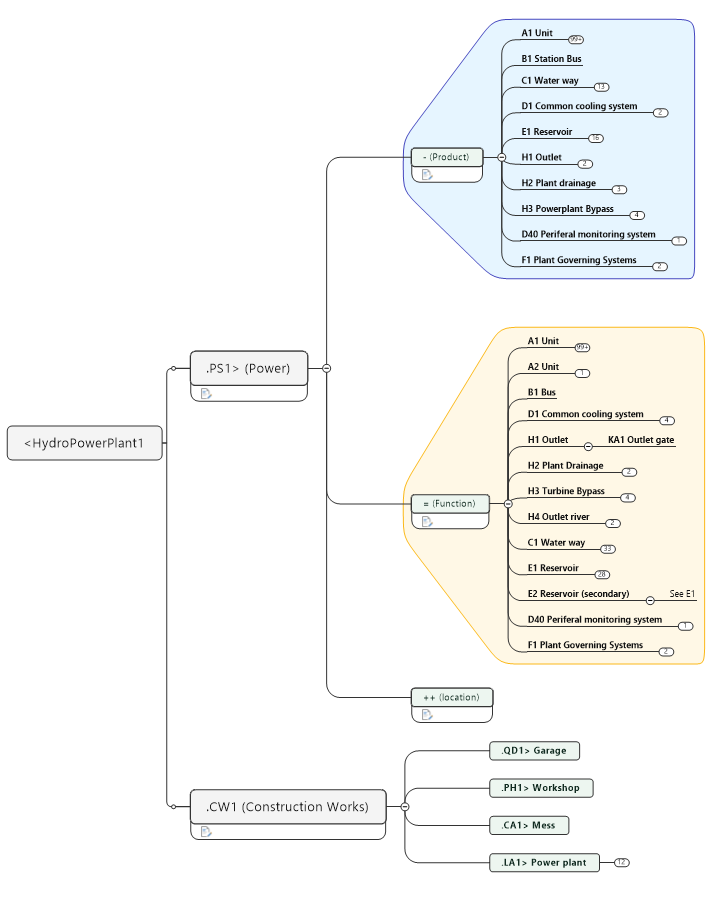 A1 Unit 99+
B1 Station Bus
C1 Water way 13
D1 Common cooling system 2
E1 Reservoir 16
- (Product)
H1 Outlet 2
H2 Plant drainage 3
H3 Powerplant Bypass 4
D40 Periferal monitoring system 1
F1 Plant Governing Systems 2
A1 Unit 99+
.PS1> (Power)
A2 Unit 1
B1 Bus
D1 Common cooling system 4
<HydroPowerPlant1
H1 Outlet KA1 Outlet gate
H2 Plant Drainage 2
H3 Turbine Bypass 4
= (Function)
H4 Outlet river 2
C1 Water way 33
E1 Reservoir 28
E2 Reservoir (secondary) See E1
D40 Periferal monitoring system 1
F1 Plant Governing Systems 2
++ (location)
.QD1> Garage
.PH1> Workshop
.CW1 (Construction Works)
.CA1> Mess
.LA1> Power plant 12